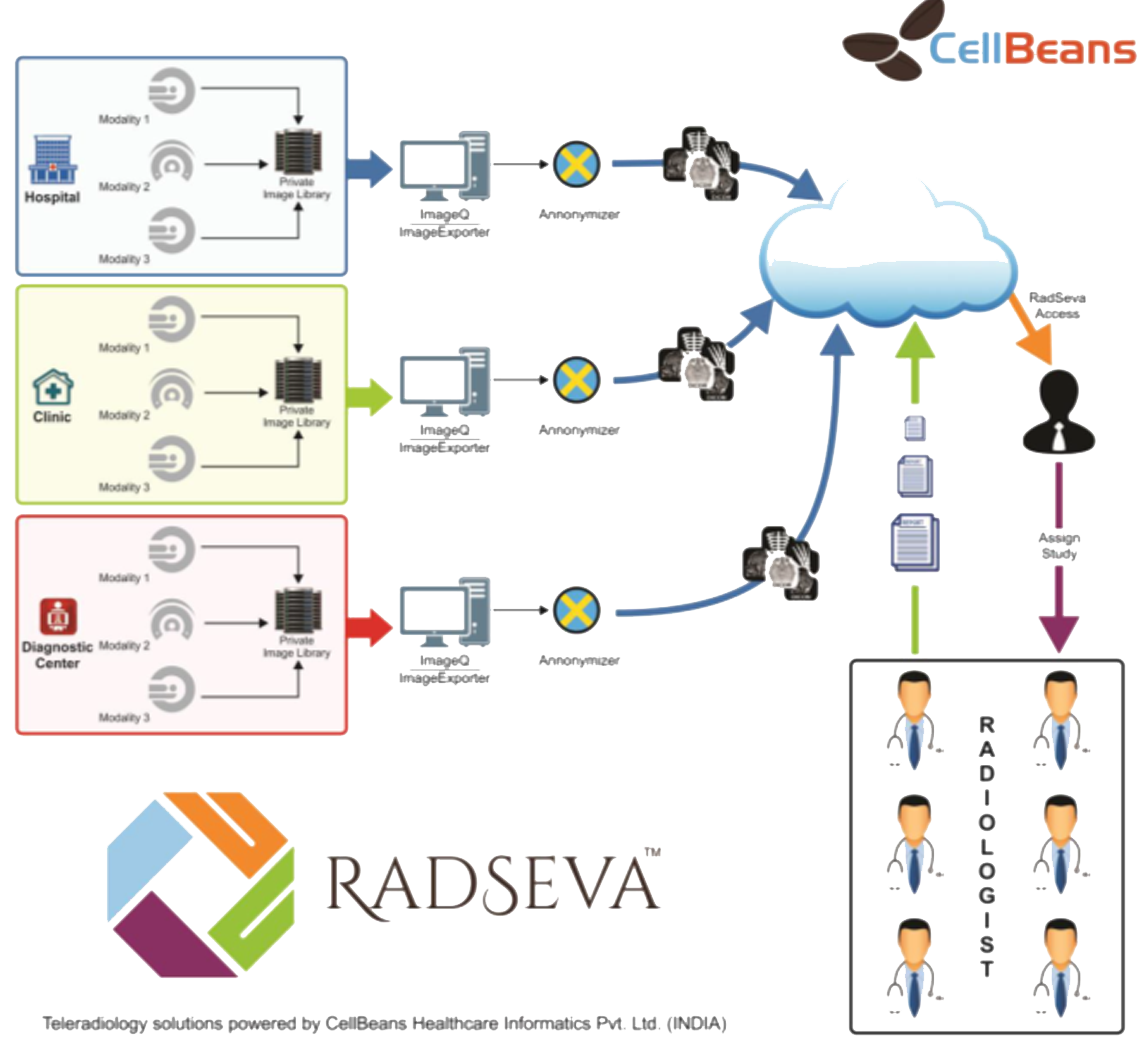 CellBeans
Hospital
Modality 1
Modality 2
Modality 3
Private
Image Library
ImageQ
ImageExporter
Annonymizer
Clinic
Modality 1
Modality 2
Modality 3
Private
Image Library
ImageQ
ImageExporter
Annonymizer
Diagnostic
Center
Modality 1
Modality 2
Modality 3
Private
Image Library
ImageQ
ImageExporter
Annonymizer
RadSeva
Access
REPORT
REPORT
Assign
Study
RADIOLOGIST
RADSEVA™
Teleradiology solutions powered by CellBeans Healthcare Informatics Pvt. Ltd. (INDIA)